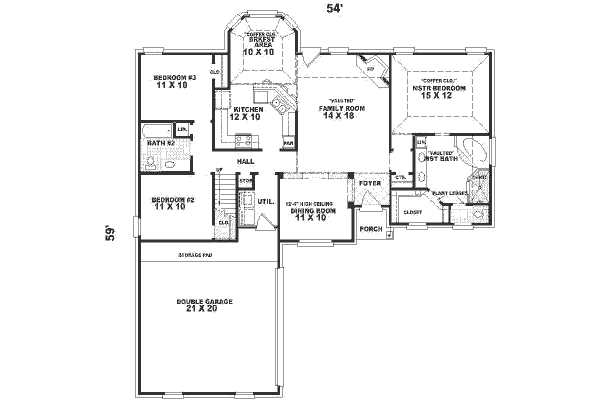 54'
"COFFER CLG."
BRKFST
AREA
10 X 10
BEDROOM #3
11 X 10
CLO.
F/P
"COFFER CLG."
MSTR BEDROOM
15 X 12
"VAULTED"
FAMILY ROOM
14 X 18
KITCHEN
12 X 10
LIN.
BATH #2
PAN
LIN.
"VAULTED"
MST BATH
HALL
UP
STOR
CTS.
FOYER
PLANT LEDGES
BEDROOM #2
11 X 10
UTIL.
12'-0" HIGH CEILING
DINING ROOM
11 X 10
CLOSET
CLO.
PORCH
59'
STORAGE PAD
DOUBLE GARAGE
21 X 20